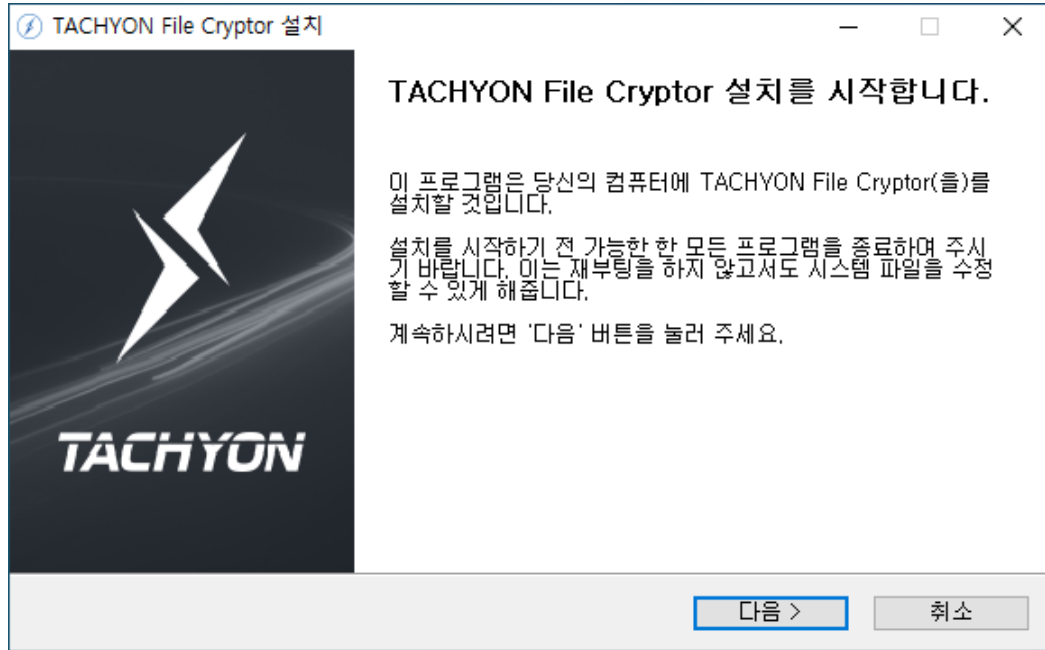 TACHYON File Cryptor 설치
TACHYON File Cryptor 설치를 시작합니다.
이 프로그램은 당신의 컴퓨터에 TACHYON File Cryptor(을)를
설치할 것입니다.
설치를 시작하기 전 가능한 한 모든 프로그램을 종료하여 주시
기 바랍니다. 이는 재부팅을 하지 않고서도 시스템 파일을 수정
할 수 있게 해줍니다.
계속하시려면 '다음' 버튼을 눌러 주세요.
TACHYON
다음 >
취소